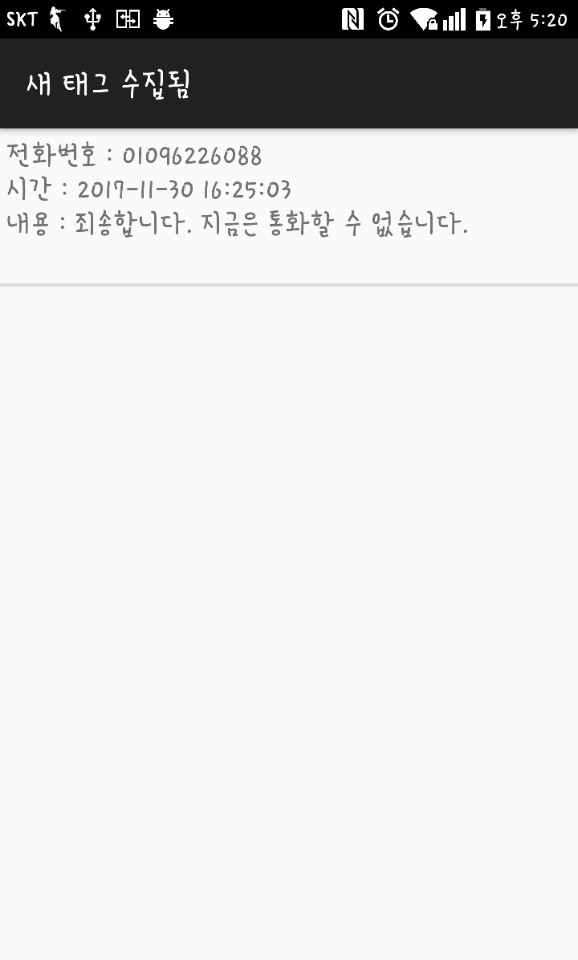 SKT 오후 5:20
새 태그 수집됨
전화번호 : 01096226088
시간 : 2017-11-30 16:25:03
내용 : 죄송합니다. 지금은 통화할 수 없습니다.